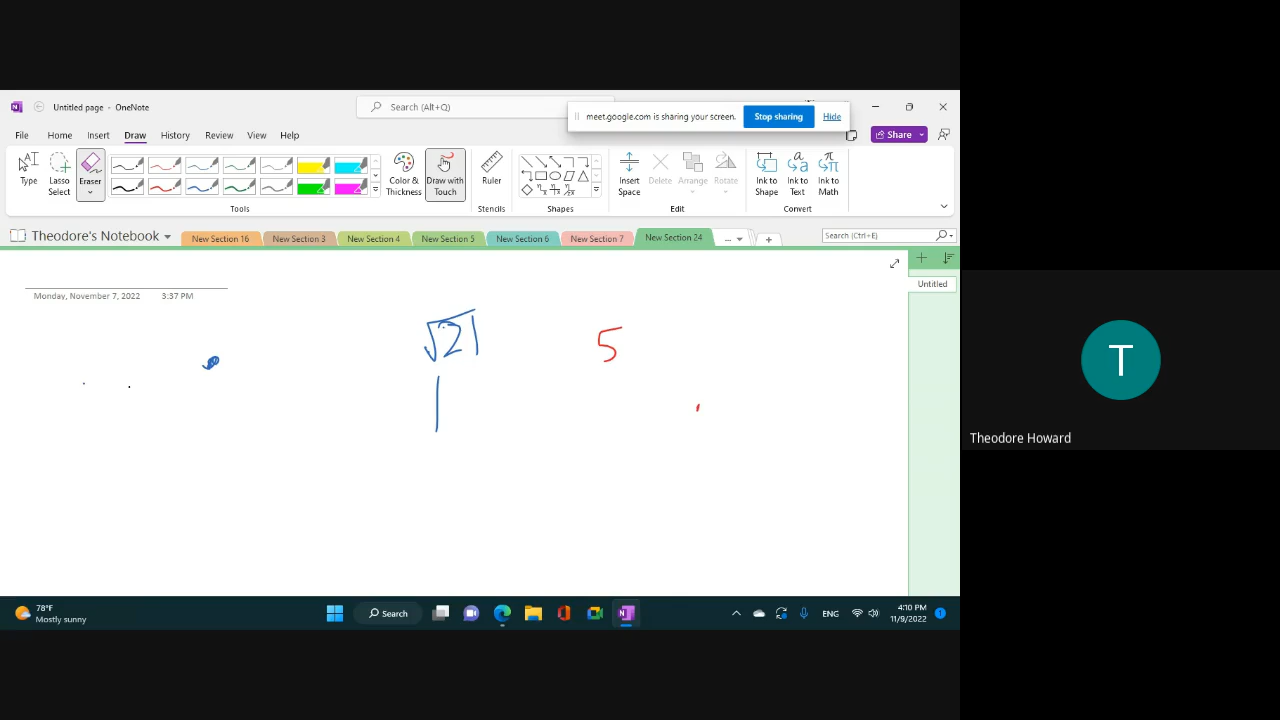 Untitled page - OneNote
Search (Alt+Q)
meet.google.com is sharing your screen. Stop sharing Hide
File Home Insert Draw History Review View Help Share
Type Lasso Select Eraser Color & Thickness Draw with Touch Ruler Insert Space Delete Arrange Rotate Ink to Shape Ink to Text Ink to Math
Tools Stencils Shapes Edit Convert
Theodore's Notebook New Section 16 New Section 3 New Section 4 New Section 5 New Section 6 New Section 7 New Section 24 ... + Search (Ctrl+E)
Untitled
Monday, November 7, 2022 3:37 PM
√21 5
T
Theodore Howard
78°F
Mostly sunny
Search
ENG
4:10 PM
11/9/2022
1